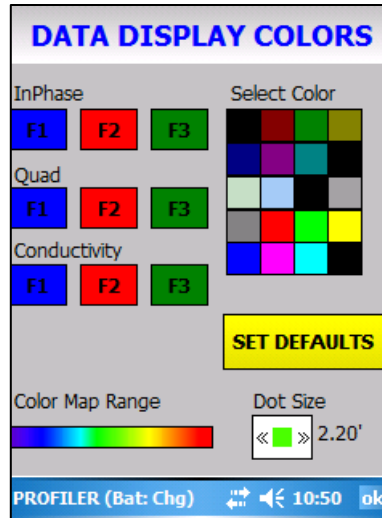 DATA DISPLAY COLORS
InPhase
F1 F2 F3
Select Color
Quad
F1 F2 F3
Conductivity
F1 F2 F3
SET DEFAULTS
Color Map Range
Dot Size
« » 2.20'
PROFILER (Bat: Chg) 10:50 ok